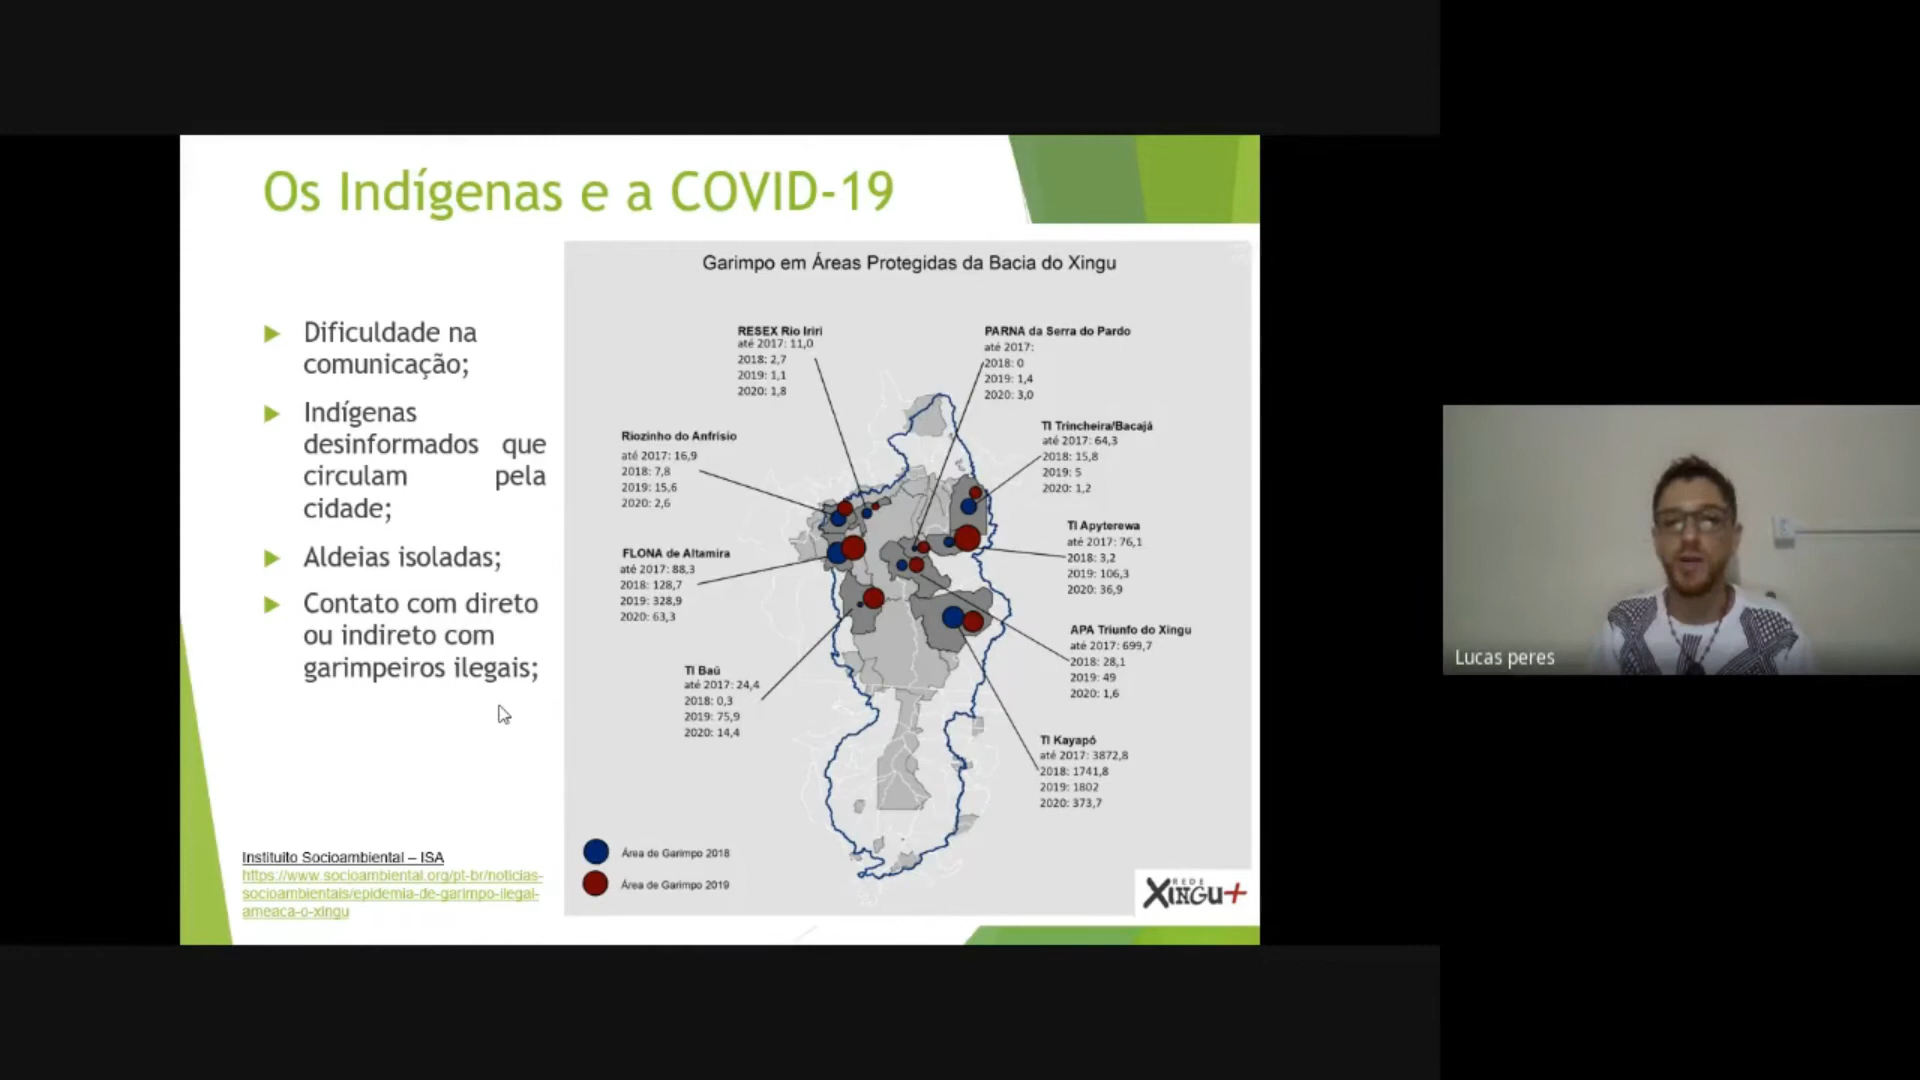 Os Indígenas e a COVID-19
Dificuldade na
comunicação;
Indígenas
desinformados que
circulam pela
cidade;
Aldeias isoladas;
Contato com direto
ou indireto com
garimpeiros ilegais;
Instituito Socioambiental – ISA
https://www.socioambiental.org/pt-br/noticias-
socioambientais/epidemia-de-garimpo-ilegal-
ameaca-o-xingu
Garimpo em Áreas Protegidas da Bacia do Xingu
RESEX Rio Iriri
até 2017: 11,0
2018: 2,7
2019: 1,1
2020: 1,8
PARNA da Serra do Pardo
até 2017:
2018: 0
2019: 1,4
2020: 3,0
Riozinho do Anfrísio
até 2017: 16,9
2018: 7,8
2019: 15,6
2020: 2,6
TI Trincheira/Bacajá
até 2017: 64,3
2018: 15,8
2019: 5
2020: 1,2
FLONA de Altamira
até 2017: 88,3
2018: 128,7
2019: 328,9
2020: 63,3
TI Apyterewa
até 2017: 76,1
2018: 3,2
2019: 106,3
2020: 36,9
TI Baú
até 2017: 24,4
2018: 0,3
2019: 75,9
2020: 14,4
APA Triunfo do Xingu
até 2017: 699,7
2018: 28,1
2019: 49
2020: 1,6
TI Kayapó
até 2017: 3872,8
2018: 1741,8
2019: 1802
2020: 373,7
Área de Garimpo 2018
Área de Garimpo 2019
REDE
XINGU+
Lucas peres